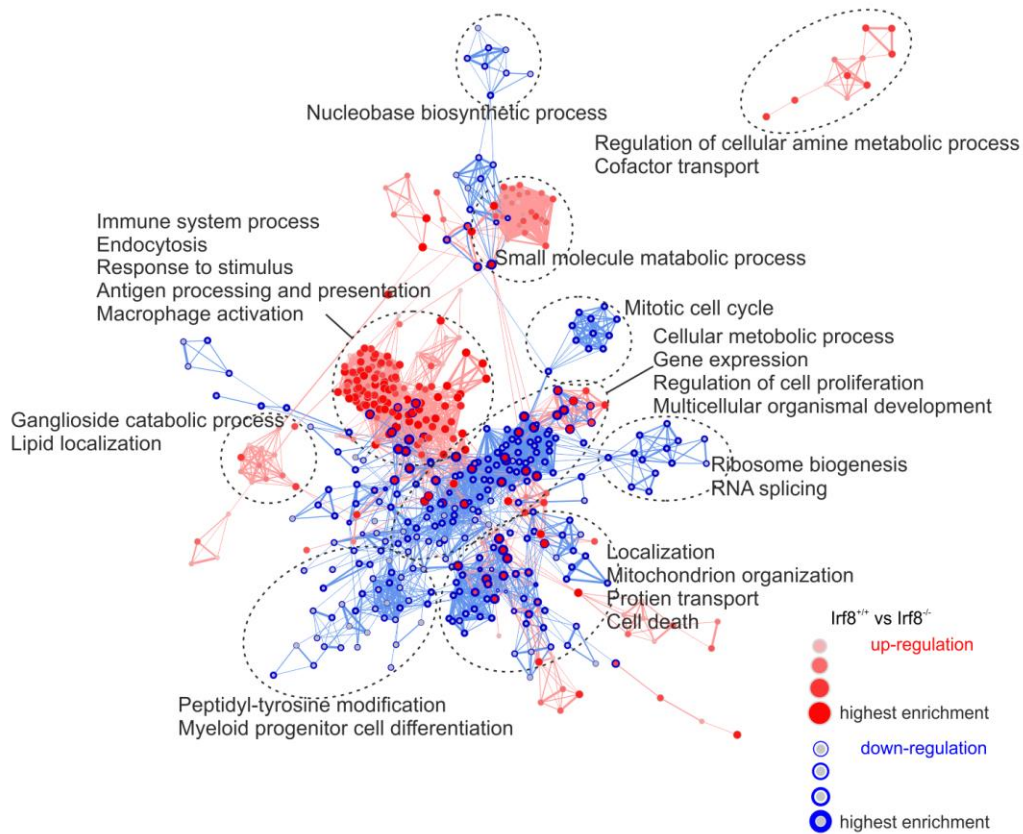 Nucleobase biosynthetic process
Regulation of cellular amine metabolic process
Cofactor transport
Immune system process
Endocytosis
Response to stimulus
Antigen processing and presentation
Macrophage activation
Small molecule matabolic process
Mitotic cell cycle
Cellular metobolic process
Gene expression
Regulation of cell proliferation
Multicellular organismal development
Ganglioside catabolic process
Lipid localization
Ribosome biogenesis
RNA splicing
Localization
Mitochondrion organization
Protien transport
Cell death
Peptidyl-tyrosine modification
Myeloid progenitor cell differentiation
Irf8+/+ vs Irf8-/-
up-regulation
highest enrichment
down-regulation
highest enrichment